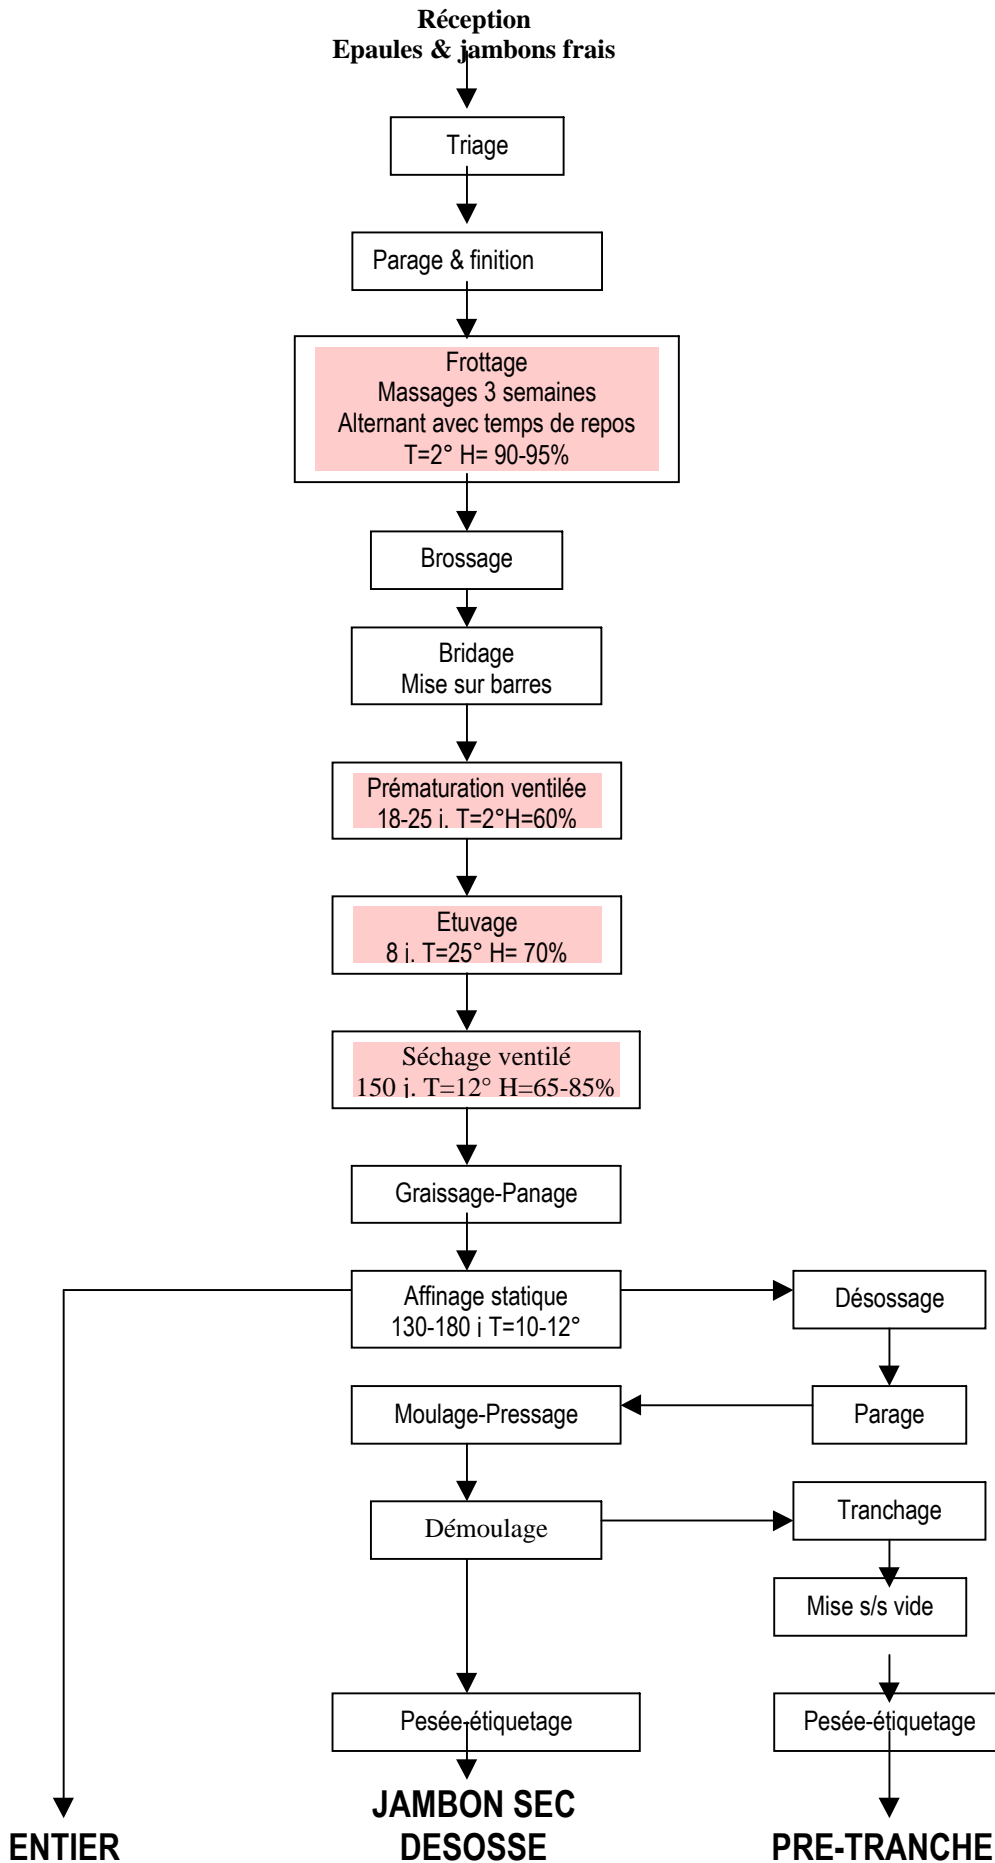 Réception
Epaules & jambons frais
Triage
Parage & finition
Frottage
Massages 3 semaines
Alternant avec temps de repos
T=2° H= 90-95%
Brossage
Bridage
Mise sur barres
Prématuration ventilée
18-25 j. T=2°H=60%
Etuvage
8 j. T=25° H= 70%
Séchage ventilé
150 j. T=12° H=65-85%
Graissage-Panage
Affinage statique
130-180 j T=10-12°
Désossage
Moulage-Pressage
Parage
Démoulage
Tranchage
Mise s/s vide
Pesée-étiquetage
Pesée-étiquetage
ENTIER
JAMBON SEC
DESOSSE
PRE-TRANCHE